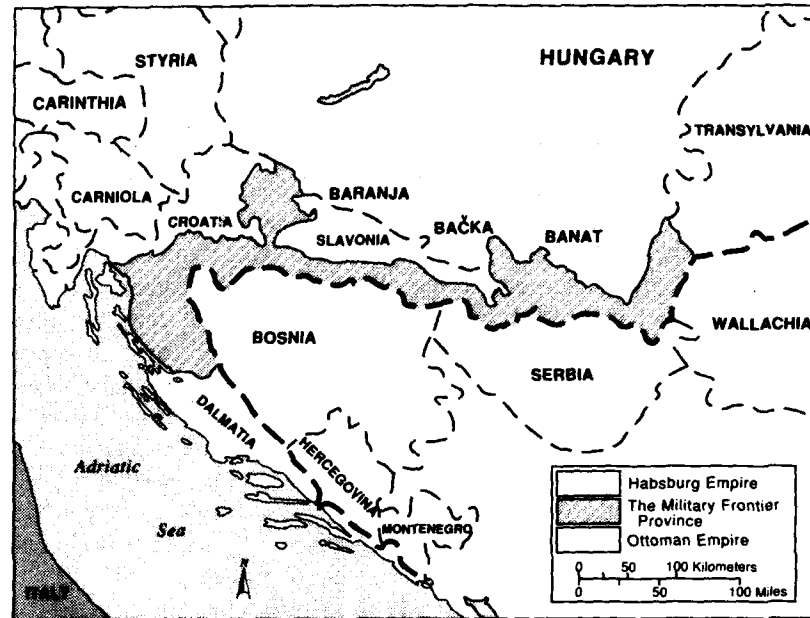 STYRIA
HUNGARY
CARINTHIA
TRANSYLVANIA
CARNIOLA
BARANJA
CROATIA
SLAVONIA
BAČKA
BANAT
WALLACHIA
BOSNIA
SERBIA
DALMATIA
HERCEGOVINA
MONTENEGRO
Adriatic
Sea
ITALY
N
Habsburg Empire
The Military Frontier
Province
Ottoman Empire
0 50 100 Kilometers
0 50 100 Miles